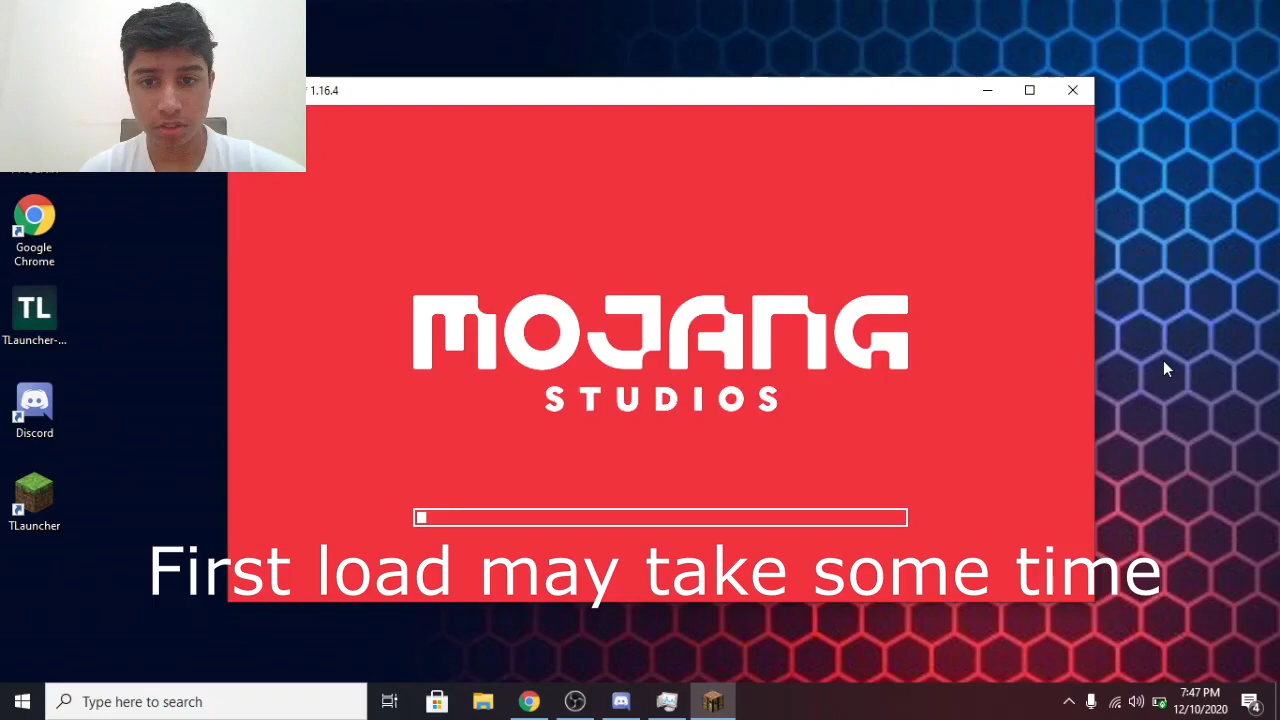 1.16.4
Google
Chrome
TL
TLauncher-...
Discord
TLauncher
MOJANG
STUDIOS
First load may take some time
Type here to search
7:47 PM
12/10/2020
4